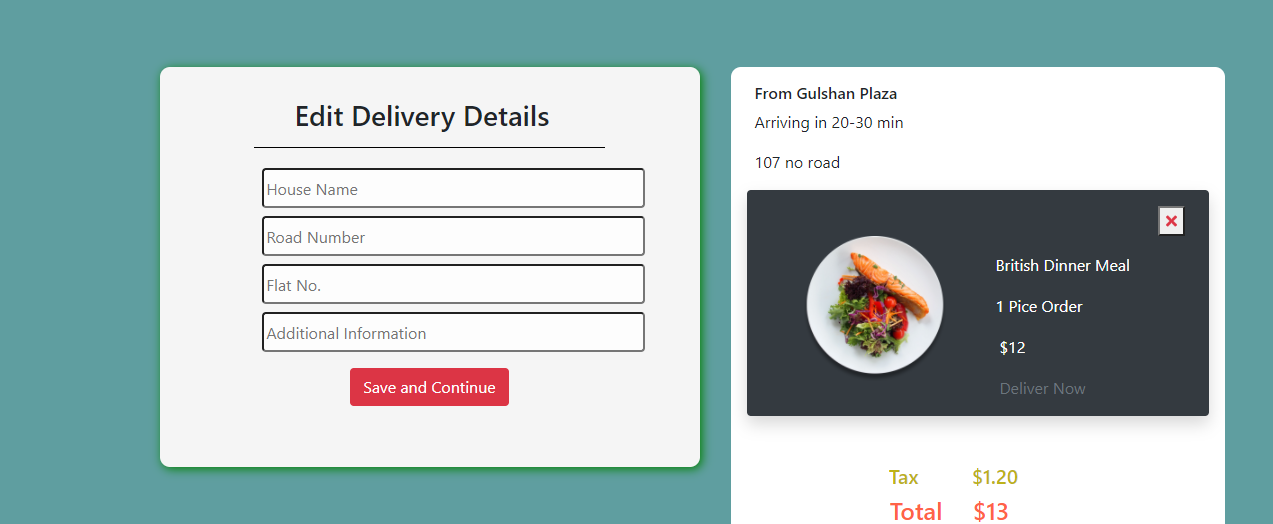 Edit Delivery Details
House Name
Road Number
Flat No.
Additional Information
Save and Continue
From Gulshan Plaza
Arriving in 20-30 min
107 no road
British Dinner Meal
1 Pice Order
$12
Deliver Now
Tax $1.20
Total $13